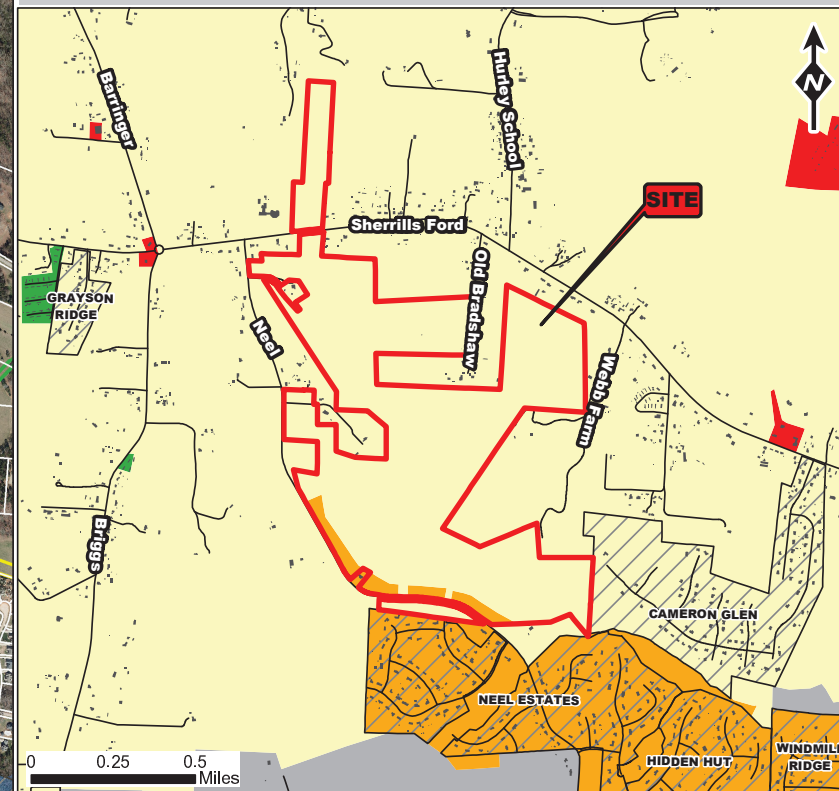 Barringer
Hurley School
N
SITE
Sherrills Ford
Old Bradshaw
GRAYSON
RIDGE
Neel
Webb Farm
Briggs
CAMERON GLEN
NEEL ESTATES
HIDDEN HUT
WINDMILL
RIDGE
0 0.25 0.5
Miles